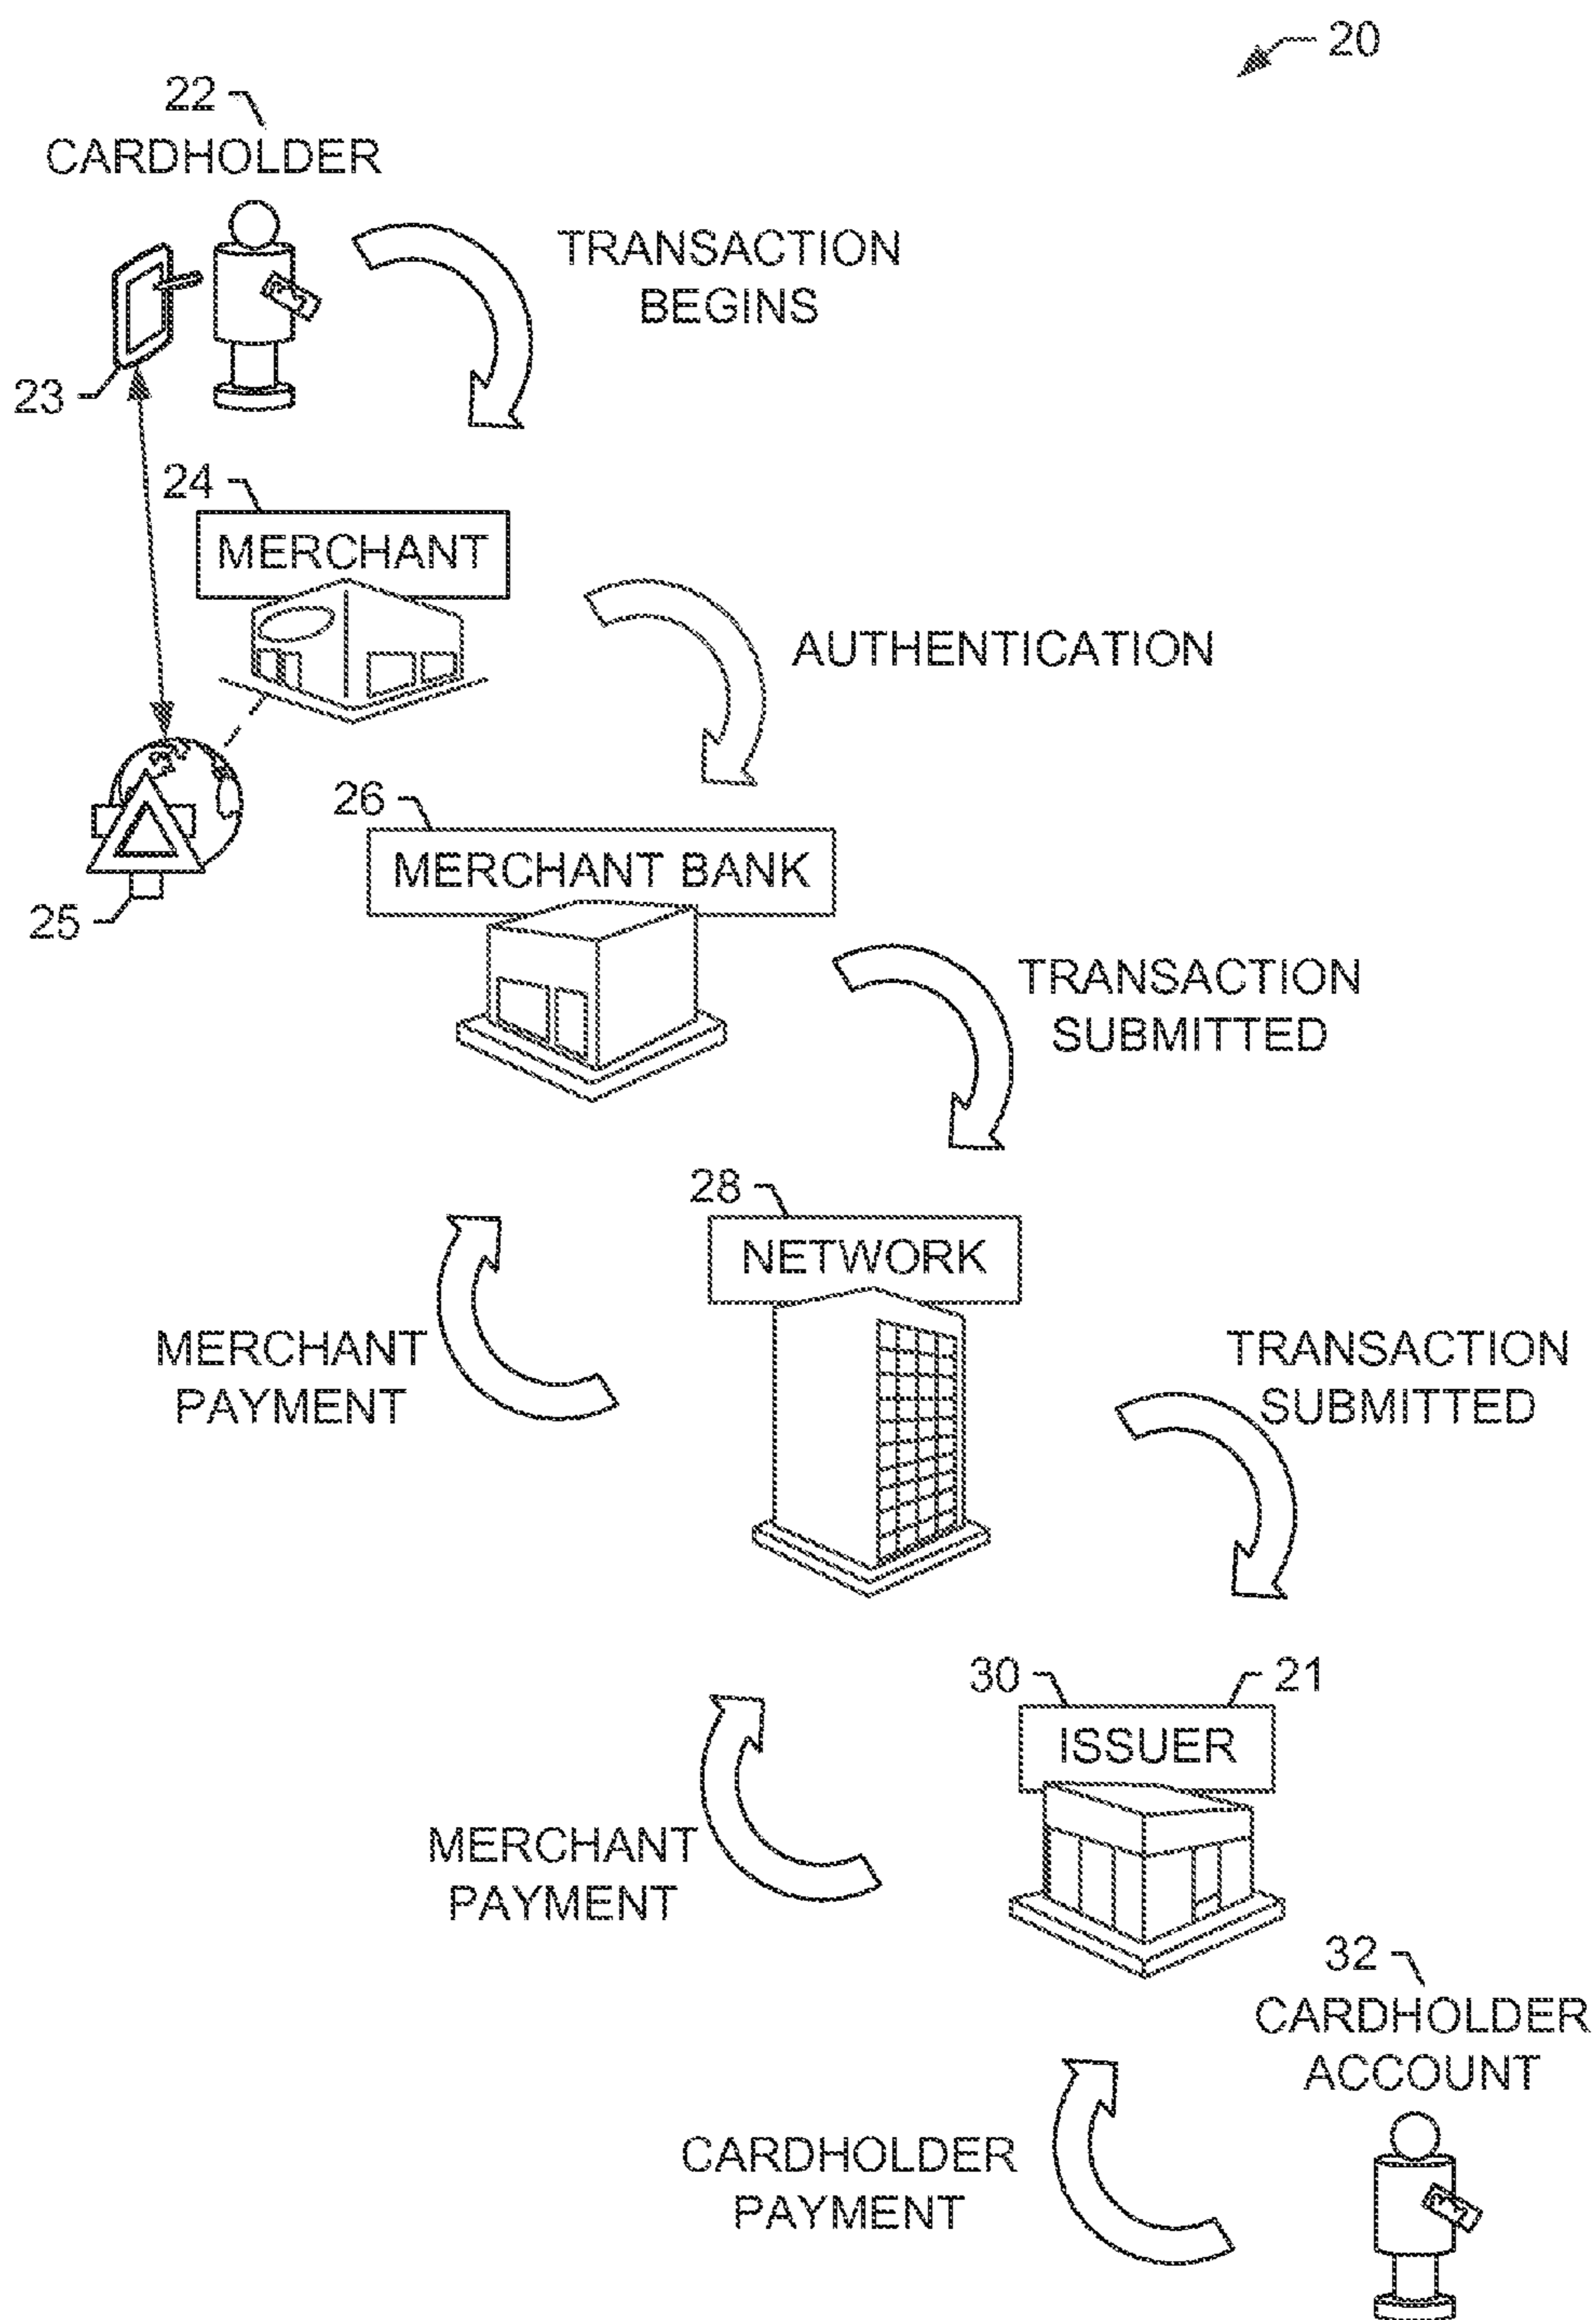 20
22
CARDHOLDER
TRANSACTION
BEGINS
23
24
MERCHANT
AUTHENTICATION
26
MERCHANT BANK
25
TRANSACTION
SUBMITTED
28
NETWORK
MERCHANT
PAYMENT
TRANSACTION
SUBMITTED
30
21
ISSUER
MERCHANT
PAYMENT
32
CARDHOLDER
ACCOUNT
CARDHOLDER
PAYMENT